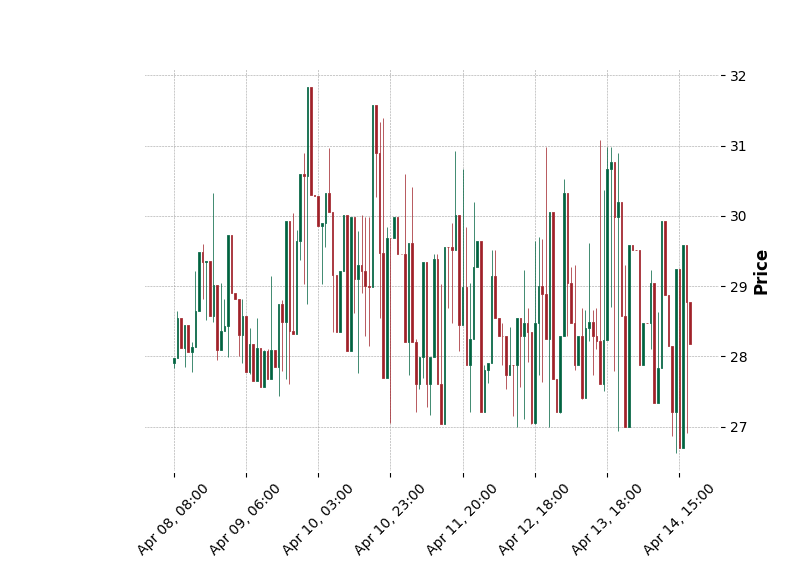 32
31
30
29
28
27
Price
Apr 08, 08:00
Apr 09, 06:00
Apr 10, 03:00
Apr 10, 23:00
Apr 11, 20:00
Apr 12, 18:00
Apr 13, 18:00
Apr 14, 15:00